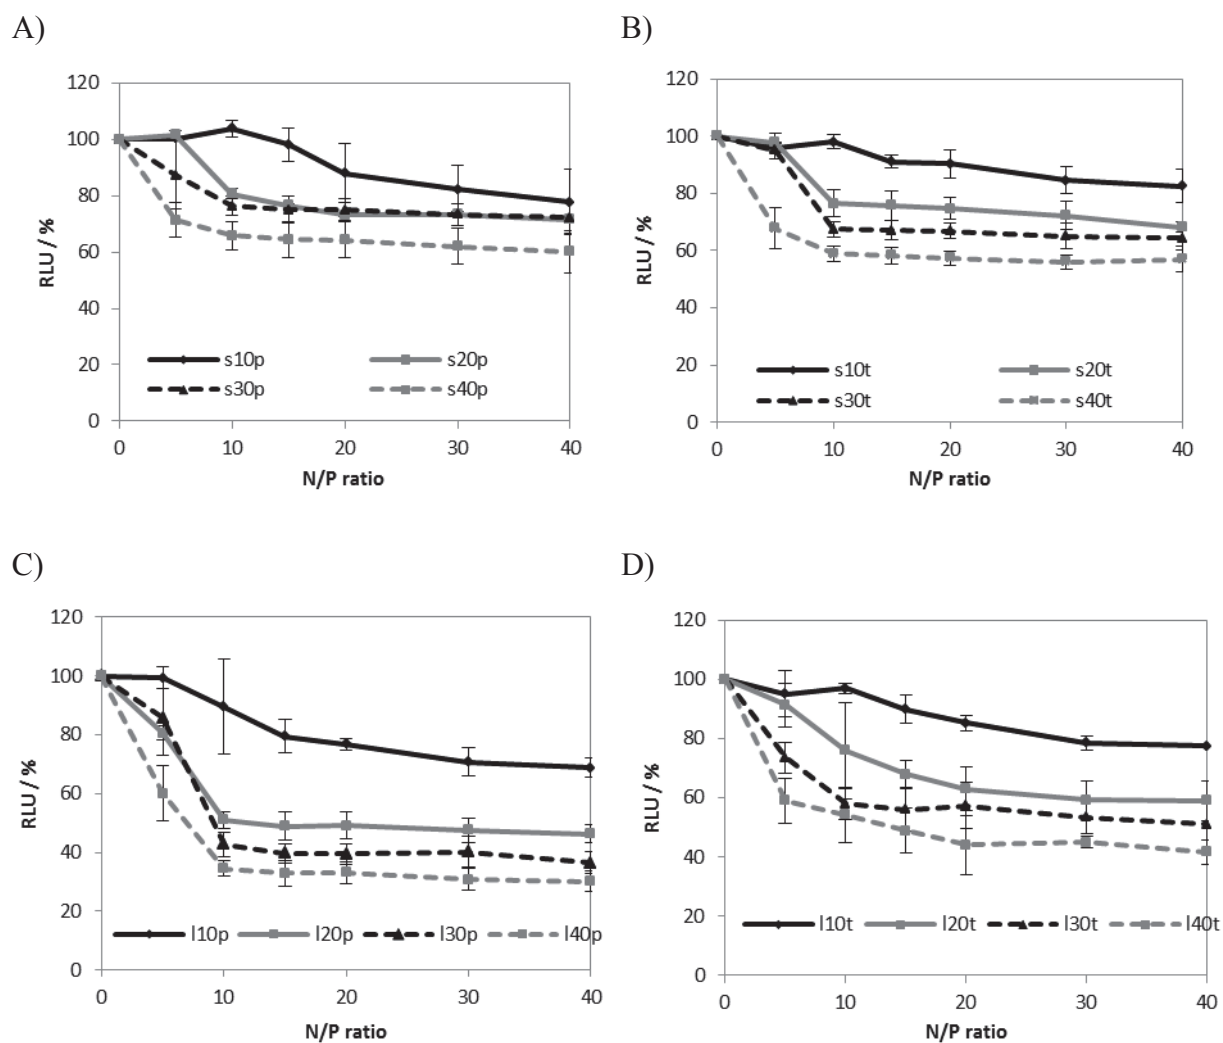 A)
120
100
80
60
40
20
0
RLU / %
s10p s20p
s30p s40p
0 10 20 30 40
N/P ratio
B)
120
100
80
60
40
20
0
RLU / %
s10t s20t
s30t s40t
0 10 20 30 40
N/P ratio
C)
120
100
80
60
40
20
0
RLU / %
l10p l20p l30p l40p
0 10 20 30 40
N/P ratio
D)
120
100
80
60
40
20
0
RLU / %
l10t l20t l30t l40t
0 10 20 30 40
N/P ratio